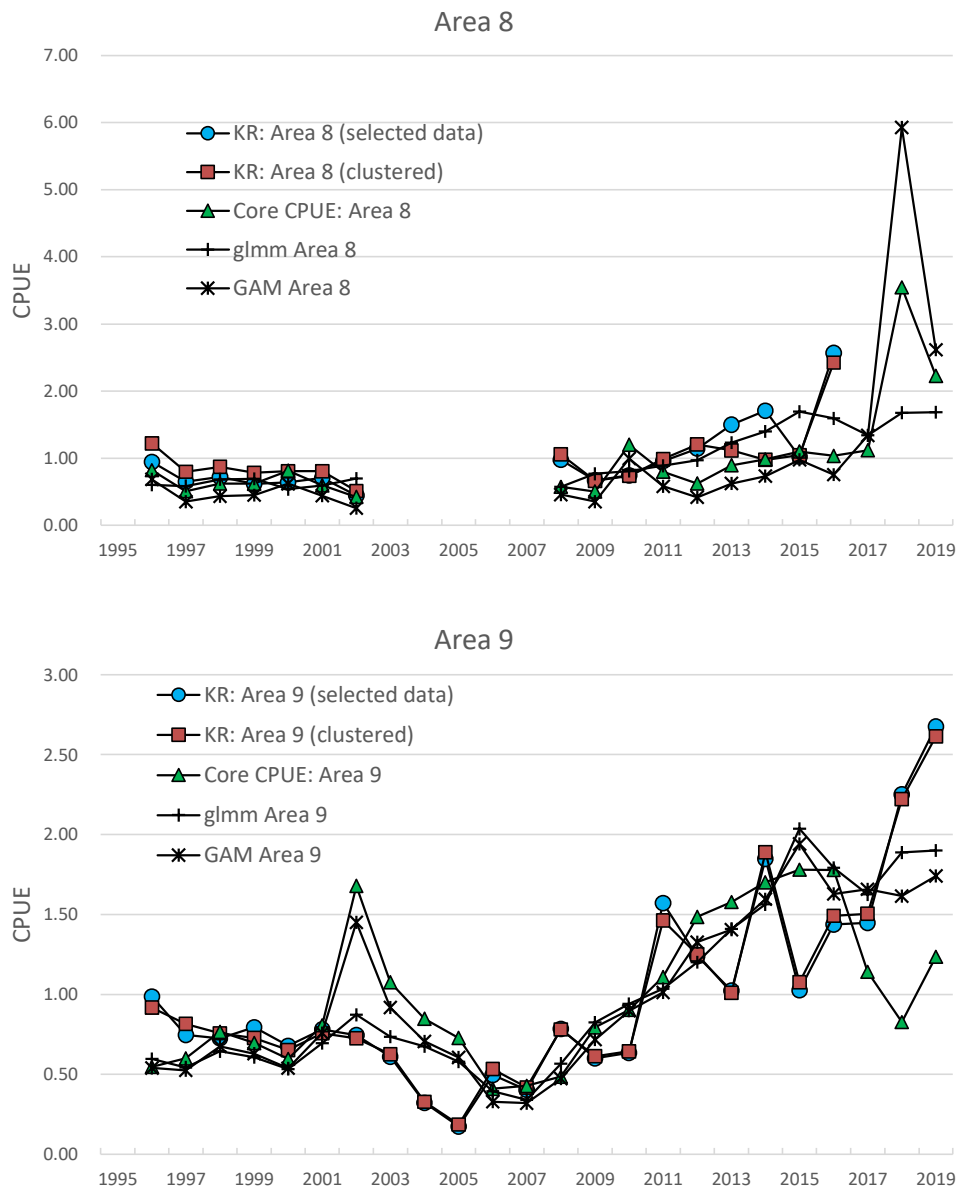 Area 8
7.00
6.00
5.00
4.00
3.00
2.00
1.00
0.00
CPUE
KR: Area 8 (selected data)
KR: Area 8 (clustered)
Core CPUE: Area 8
glmm Area 8
GAM Area 8
1995 1997 1999 2001 2003 2005 2007 2009 2011 2013 2015 2017 2019
Area 9
3.00
2.50
2.00
1.50
1.00
0.50
0.00
CPUE
KR: Area 9 (selected data)
KR: Area 9 (clustered)
Core CPUE: Area 9
glmm Area 9
GAM Area 9
1995 1997 1999 2001 2003 2005 2007 2009 2011 2013 2015 2017 2019